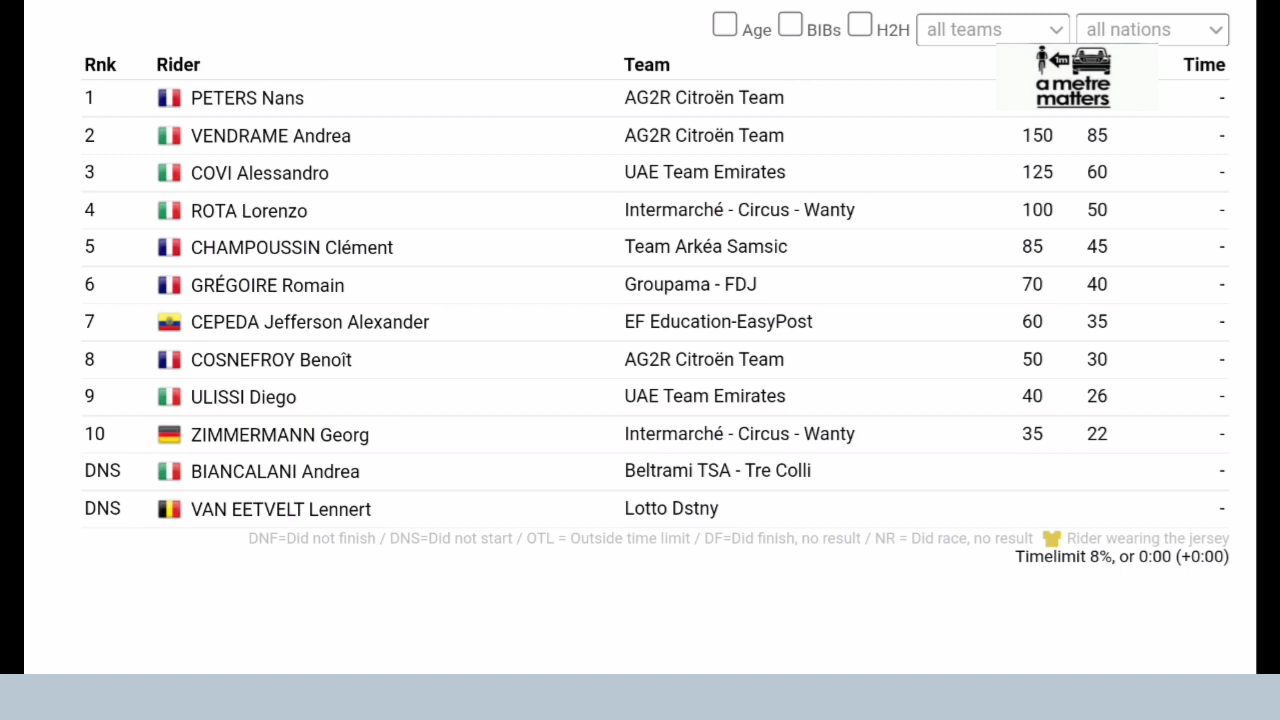 Age BIBs H2H all teams all nations
Rnk Rider Team Time
1m
a metre
matters
1 PETERS Nans AG2R Citroën Team -
2 VENDRAME Andrea AG2R Citroën Team 150 85 -
3 COVI Alessandro UAE Team Emirates 125 60 -
4 ROTA Lorenzo Intermarché - Circus - Wanty 100 50 -
5 CHAMPOUSSIN Clément Team Arkéa Samsic 85 45 -
6 GRÉGOIRE Romain Groupama - FDJ 70 40 -
7 CEPEDA Jefferson Alexander EF Education-EasyPost 60 35 -
8 COSNEFROY Benoît AG2R Citroën Team 50 30 -
9 ULISSI Diego UAE Team Emirates 40 26 -
10 ZIMMERMANN Georg Intermarché - Circus - Wanty 35 22 -
DNS BIANCALANI Andrea Beltrami TSA - Tre Colli -
DNS VAN EETVELT Lennert Lotto Dstny -
DNF=Did not finish / DNS=Did not start / OTL = Outside time limit / DF=Did finish, no result / NR = Did race, no result Rider wearing the jersey
Timelimit 8%, or 0:00 (+0:00)